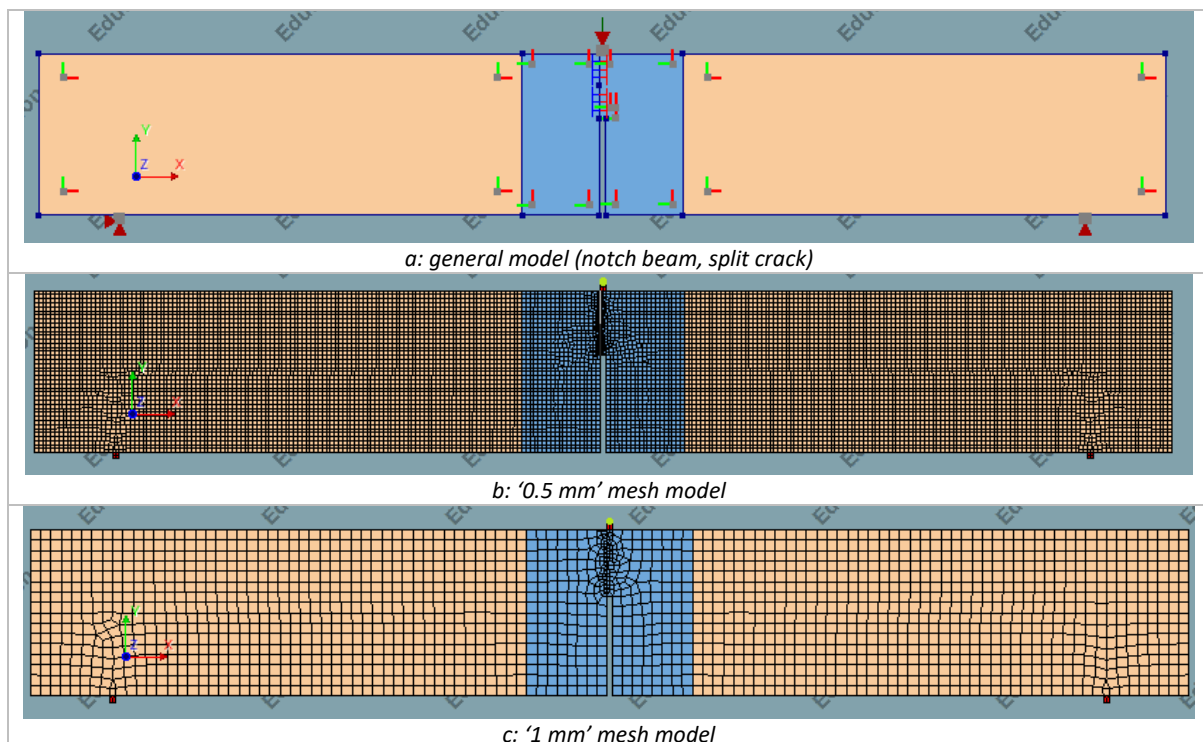 Y
Z
X
a: general model (notch beam, split crack)
Y
Z
X
b: ‘0.5 mm’ mesh model
Y
Z
X
c: ‘1 mm’ mesh model